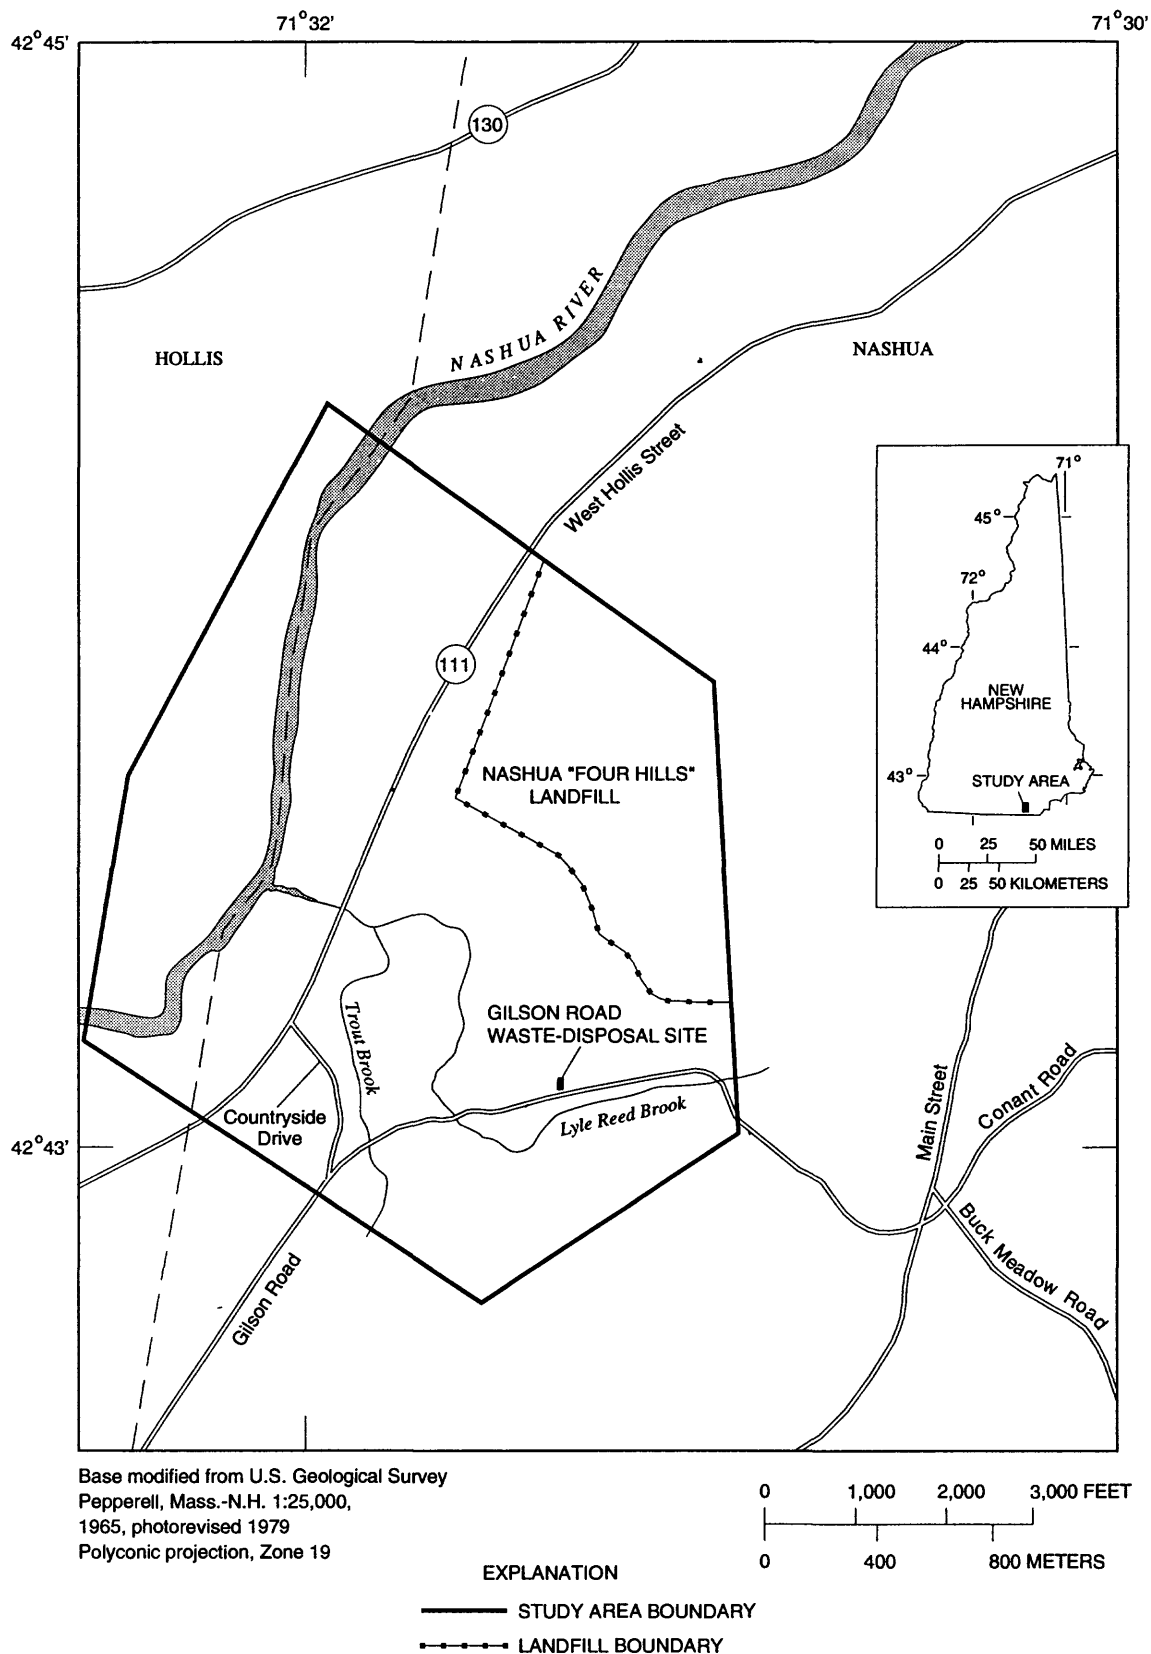 71°32'
71°30'
42°45'
130
NASHUA RIVER
HOLLIS
NASHUA
West Hollis Street
71°
45°
72°
111
44°
NEW
HAMPSHIRE
NASHUA "FOUR HILLS"
LANDFILL
43°
STUDY AREA
0 25 50 MILES
0 25 50 KILOMETERS
GILSON ROAD
WASTE-DISPOSAL SITE
Trout Brook
Countryside
Drive
Lyle Reed Brook
Main Street
Conant Road
42°43'
Buck Meadow Road
Gilson Road
Base modified from U.S. Geological Survey
Pepperell, Mass.-N.H. 1:25,000,
1965, photorevised 1979
Polyconic projection, Zone 19
0 1,000 2,000 3,000 FEET
0 400 800 METERS
EXPLANATION
STUDY AREA BOUNDARY
LANDFILL BOUNDARY